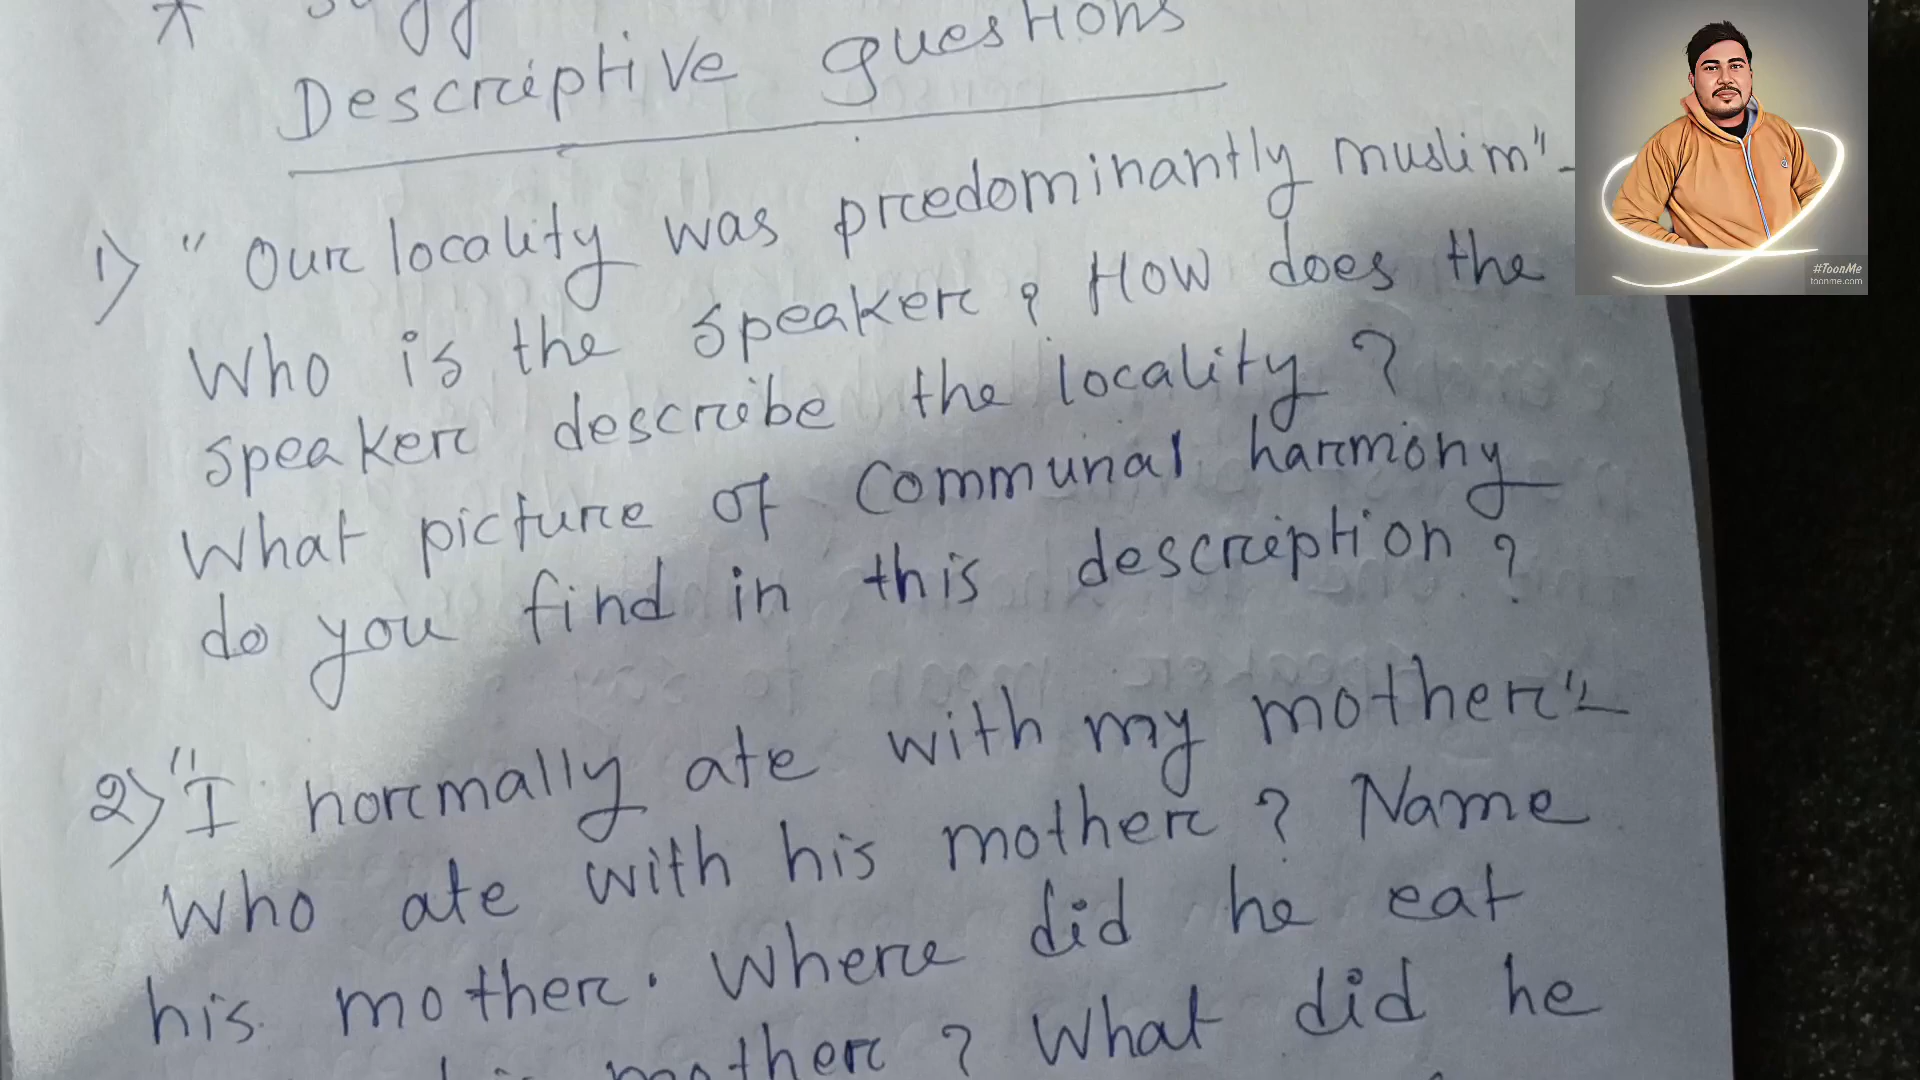 Descriptive questions
1) "Our locality was predominantly muslim"-
Who is the speaker? How does the
speaker describe the locality?
What picture of communal harmony
do you find in this description?
2) "I normally ate with my mother"-
Who ate with his mother? Name
his mother. Where did he eat
mother? What did he
#ToonMe
toonme.com